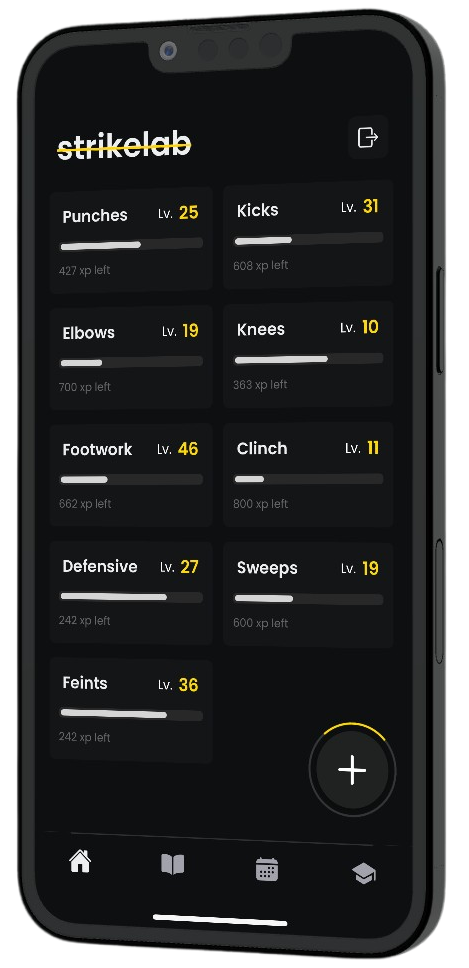 strikelab
Punches Lv. 25
427 xp left
Kicks Lv. 31
608 xp left
Elbows Lv. 19
700 xp left
Knees Lv. 10
363 xp left
Footwork Lv. 46
662 xp left
Clinch Lv. 11
800 xp left
Defensive Lv. 27
242 xp left
Sweeps Lv. 19
600 xp left
Feints Lv. 36
242 xp left